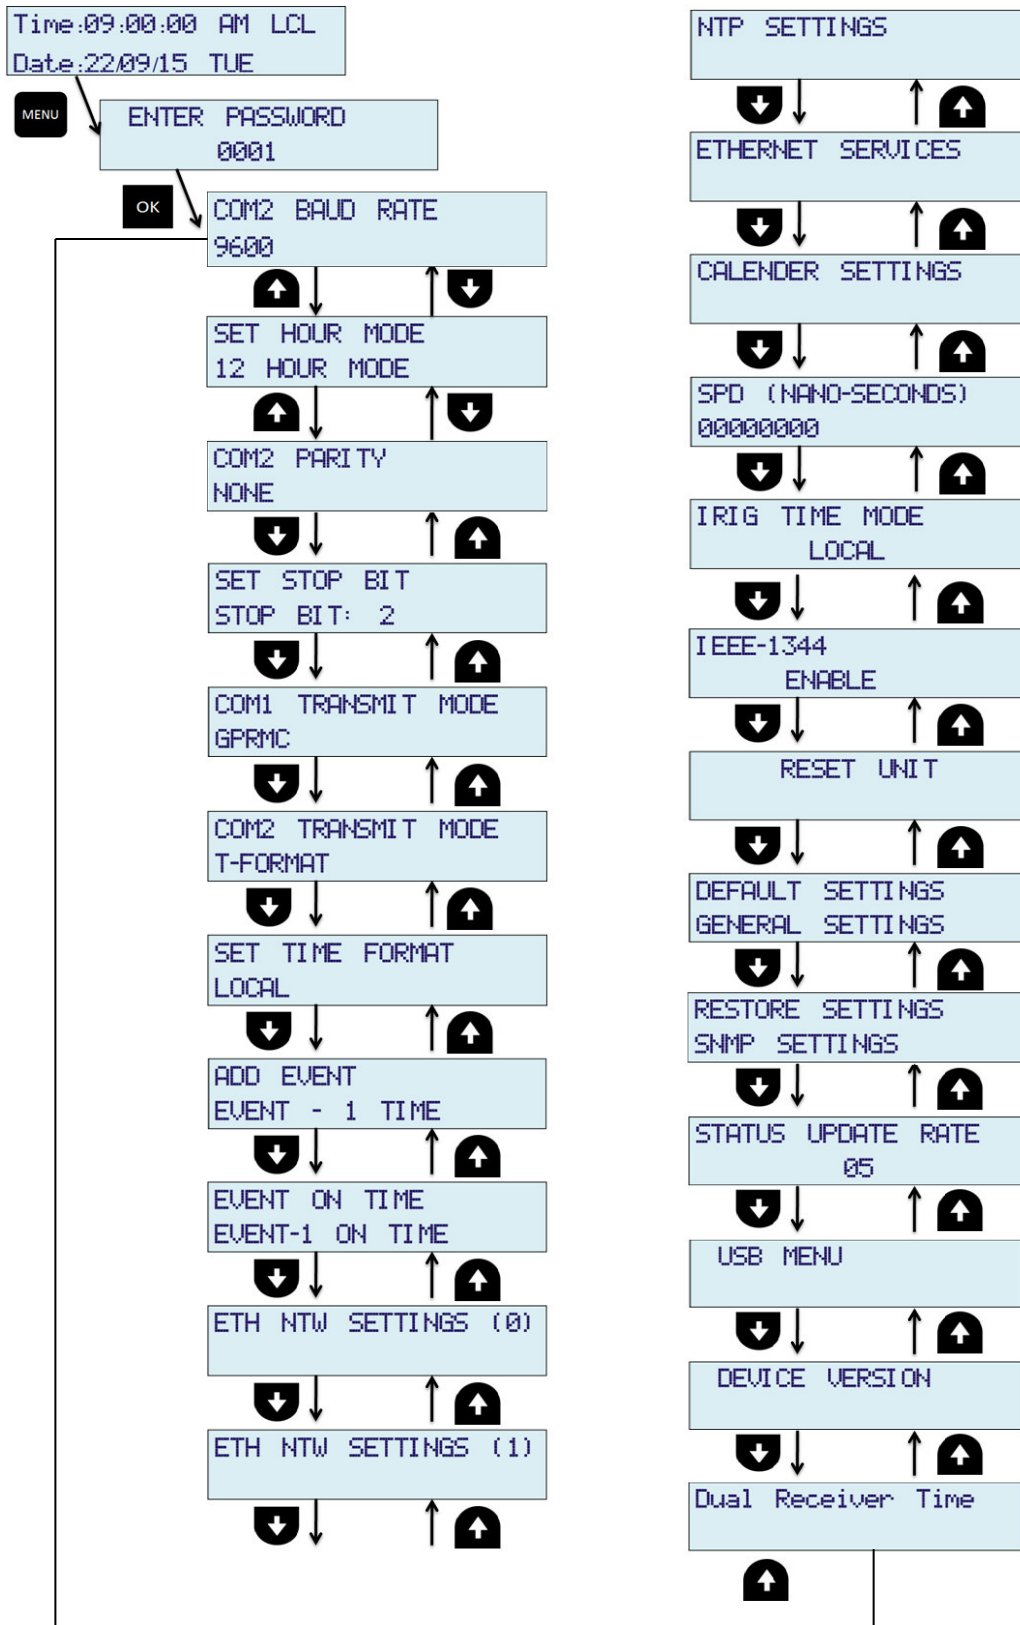 Time:09:00:00 AM LCL
Date:22/09/15 TUE
MENU
ENTER PASSWORD
0001
OK
COM2 BAUD RATE
9600
SET HOUR MODE
12 HOUR MODE
COM2 PARITY
NONE
SET STOP BIT
STOP BIT: 2
COM1 TRANSMIT MODE
GPRMC
COM2 TRANSMIT MODE
T-FORMAT
SET TIME FORMAT
LOCAL
ADD EVENT
EVENT - 1 TIME
EVENT ON TIME
EVENT-1 ON TIME
ETH NTW SETTINGS (0)
ETH NTW SETTINGS (1)
NTP SETTINGS
ETHERNET SERVICES
CALENDER SETTINGS
SPD (NANO-SECONDS)
00000000
IRIG TIME MODE
LOCAL
IEEE-1344
ENABLE
RESET UNIT
DEFAULT SETTINGS
GENERAL SETTINGS
RESTORE SETTINGS
SNMP SETTINGS
STATUS UPDATE RATE
05
USB MENU
DEVICE VERSION
Dual Receiver Time